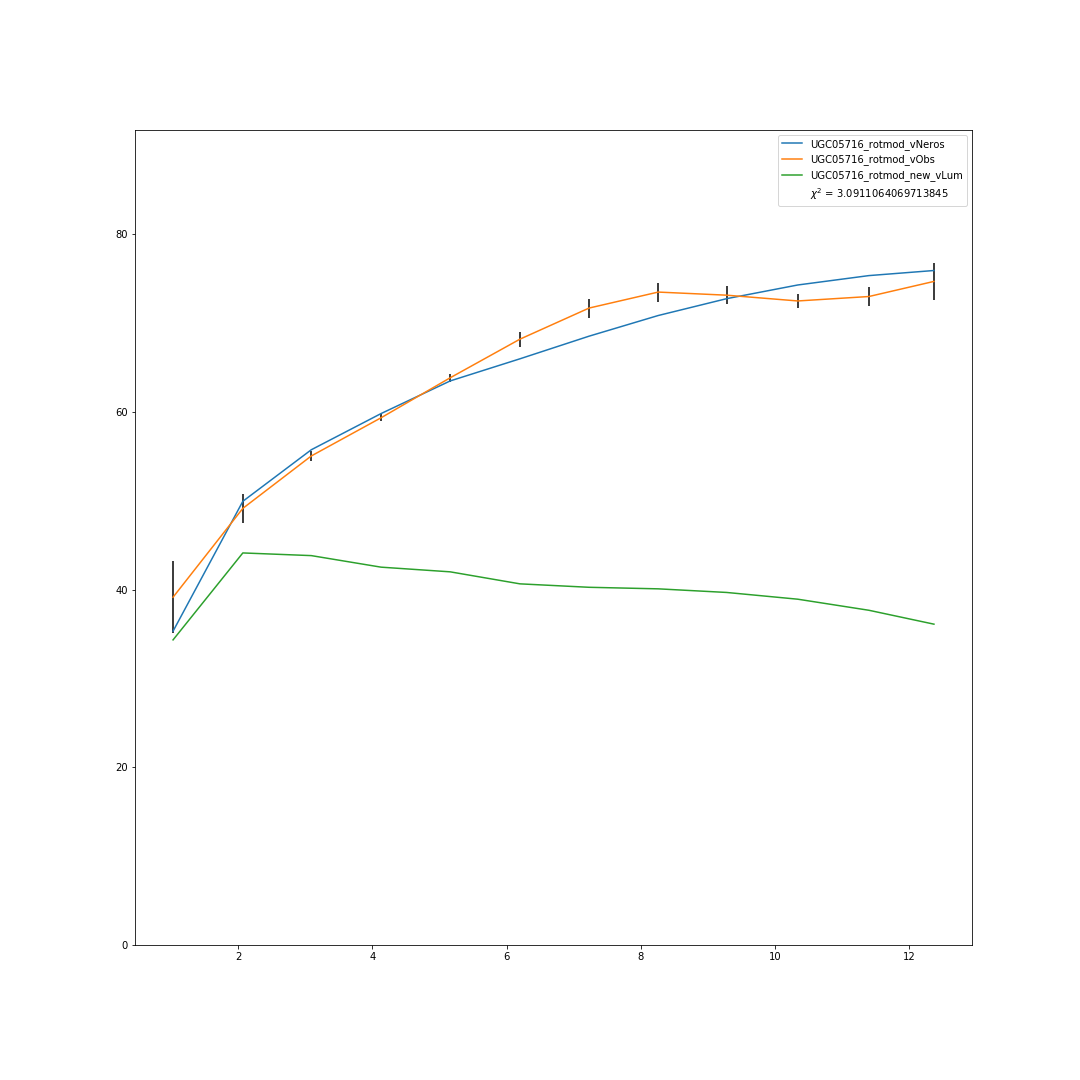 UGC05716_rotmod_vNeros
UGC05716_rotmod_vObs
UGC05716_rotmod_new_vLum
χ² = 3.0911064069713845
80
60
40
20
0
2 4 6 8 10 12